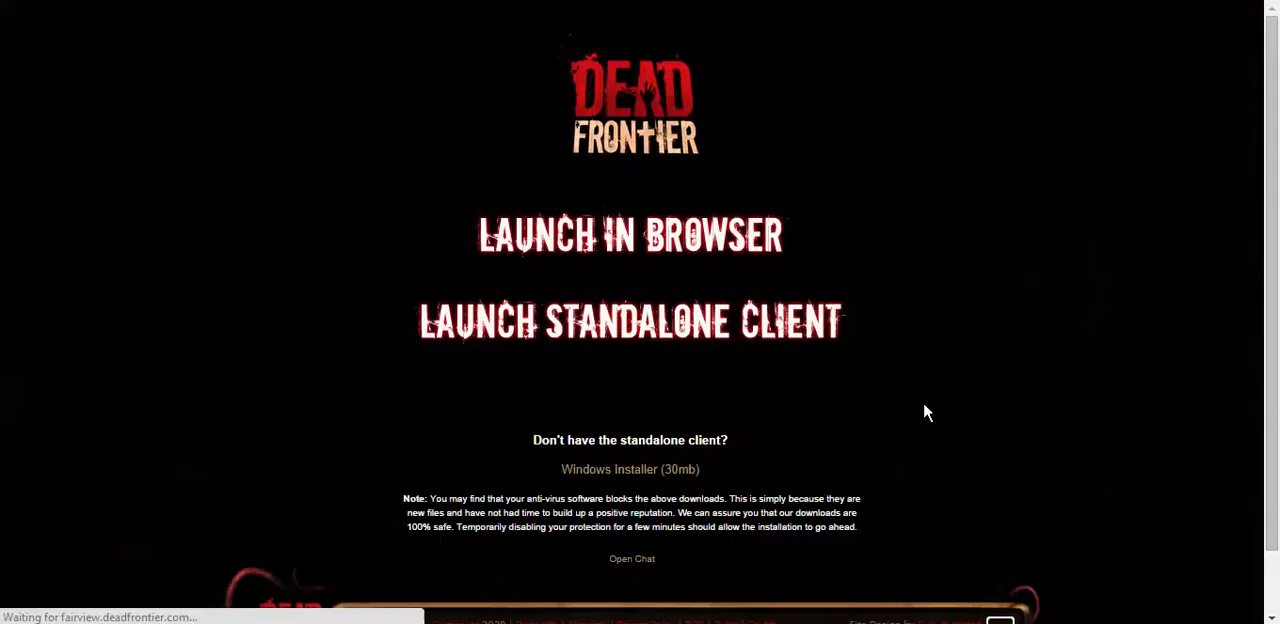 DEAD
FRONTIER
LAUNCH IN BROWSER
LAUNCH STANDALONE CLIENT
Don't have the standalone client?
Windows Installer (30mb)
Note: You may find that your anti-virus software blocks the above downloads. This is simply because they are
new files and have not had time to build up a positive reputation. We can assure you that our downloads are
100% safe. Temporarily disabling your protection for a few minutes should allow the installation to go ahead.
Open Chat
DEAD
Waiting for fairview.deadfrontier.com...